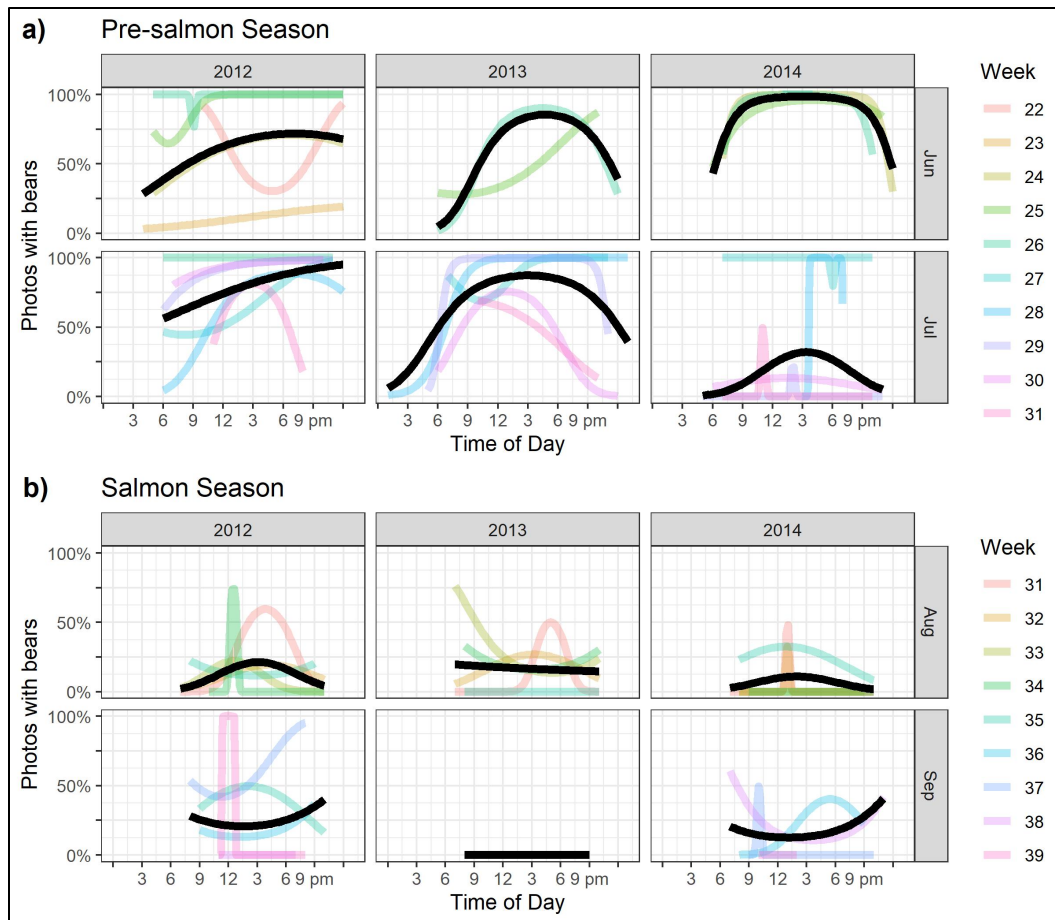 a) Pre-salmon Season
2012 2013 2014
Week
22
23
24
25
26
27
28
29
30
31
Photos with bears
100%
50%
0%
Jun
100%
50%
0%
Jul
3 6 9 12 3 6 9 pm 3 6 9 12 3 6 9 pm 3 6 9 12 3 6 9 pm
Time of Day
b) Salmon Season
2012 2013 2014
Week
31
32
33
34
35
36
37
38
39
Photos with bears
100%
50%
0%
Aug
100%
50%
0%
Sep
3 6 9 12 3 6 9 pm 3 6 9 12 3 6 9 pm 3 6 9 12 3 6 9 pm
Time of Day